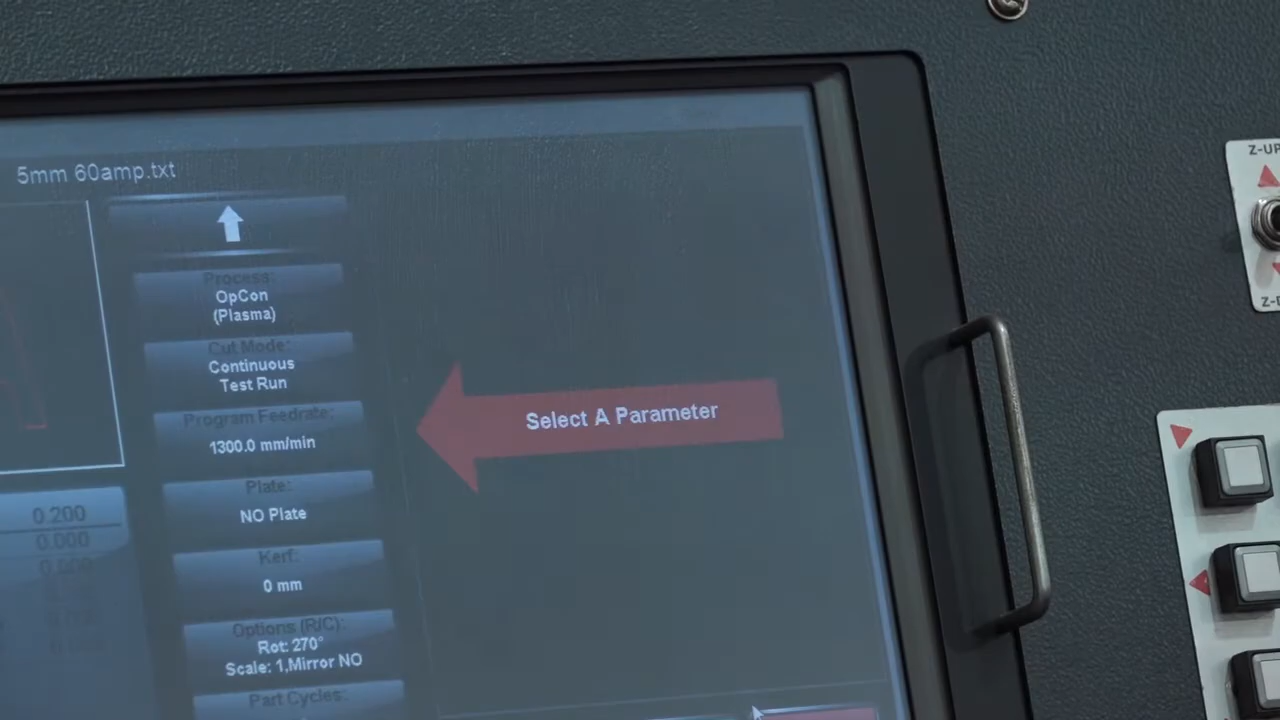 5mm 60amp.txt
Process:
OpCon
(Plasma)
Cut Mode:
Continuous
Test Run
Program Feedrate:
1300.0 mm/min
Plate:
NO Plate
Kerf:
0 mm
Options (R/C):
Rot: 270°
Scale: 1,Mirror NO
Part Cycles:
Select A Parameter
0.200
0.000
0.000
Z-UP